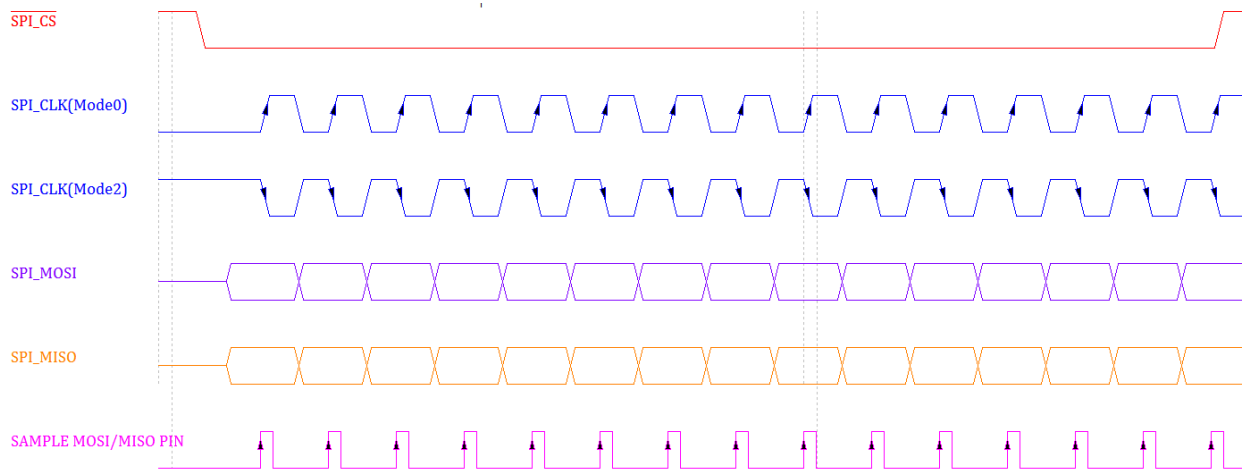 SPI_CS
SPI_CLK(Mode0)
SPI_CLK(Mode2)
SPI_MOSI
SPI_MISO
SAMPLE MOSI/MISO PIN